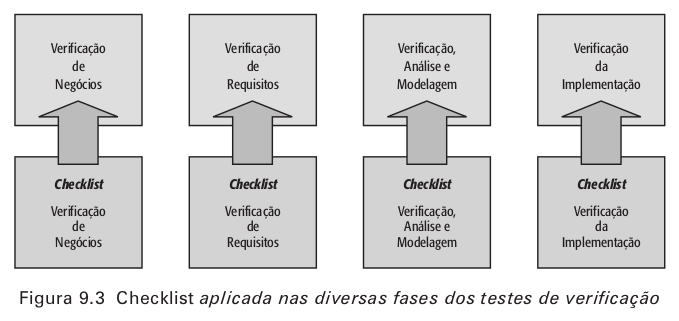 Verificação
de
Negócios
Verificação
de
Requisitos
Verificação,
Análise e
Modelagem
Verificação
da
Implementação
Checklist
Verificação
de
Negócios
Checklist
Verificação
de
Requisitos
Checklist
Verificação,
Análise e
Modelagem
Checklist
Verificação
da
Implementação
Figura 9.3 Checklist aplicada nas diversas fases dos testes de verificação